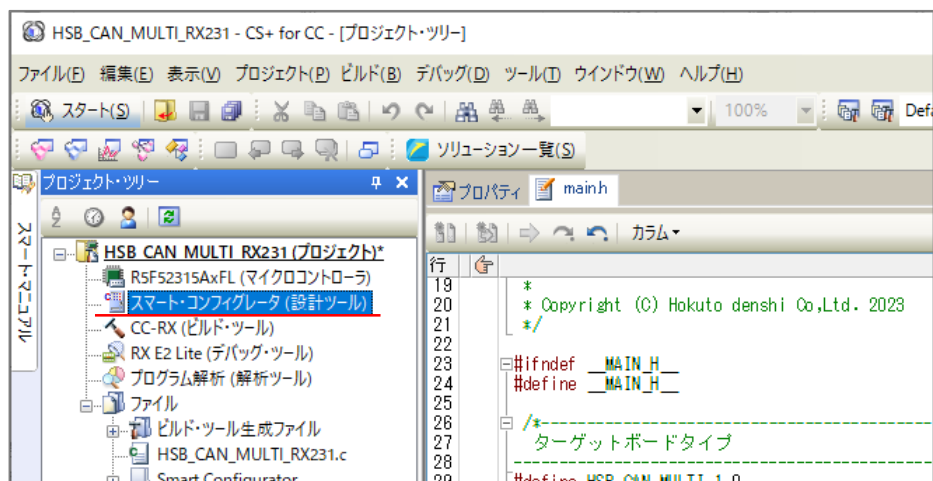 HSB_CAN_MULTI_RX231 - CS+ for CC - [プロジェクト・ツリー]
ファイル(F) 編集(E) 表示(V) プロジェクト(P) ビルド(B) デバッグ(D) ツール(T) ウインドウ(W) ヘルプ(H)
スタート(S) 100% Defa
ソリューション一覧(S)
プロジェクト・ツリー
プロパティ main.h
スマート・マニュアル
カラム
HSB_CAN_MULTI_RX231 (プロジェクト)*
R5F52315AxFL (マイクロコントローラ)
スマート・コンフィグレータ (設計ツール)
CC-RX (ビルド・ツール)
RX E2 Lite (デバッグ・ツール)
プログラム解析 (解析ツール)
ファイル
ビルド・ツール生成ファイル
HSB_CAN_MULTI_RX231.c
Smart Configurator
行
19 *
20 * Copyright (C) Hokuto denshi Co,Ltd. 2023
21 */
22
23 #ifndef __MAIN_H__
24 #define __MAIN_H__
25
26 /*----------------------------------------------
27 ターゲットボードタイプ
28 ------------------------------------------------
29 #define HSB_CAN_MULTI_1 0